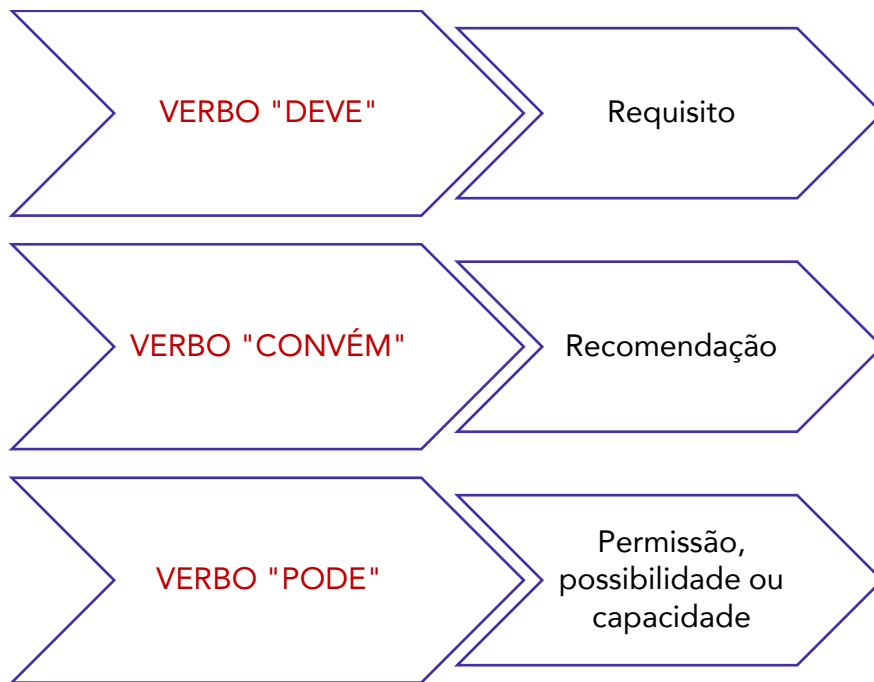 VERBO "DEVE"
Requisito
VERBO "CONVÉM"
Recomendação
VERBO "PODE"
Permissão,
possibilidade ou
capacidade